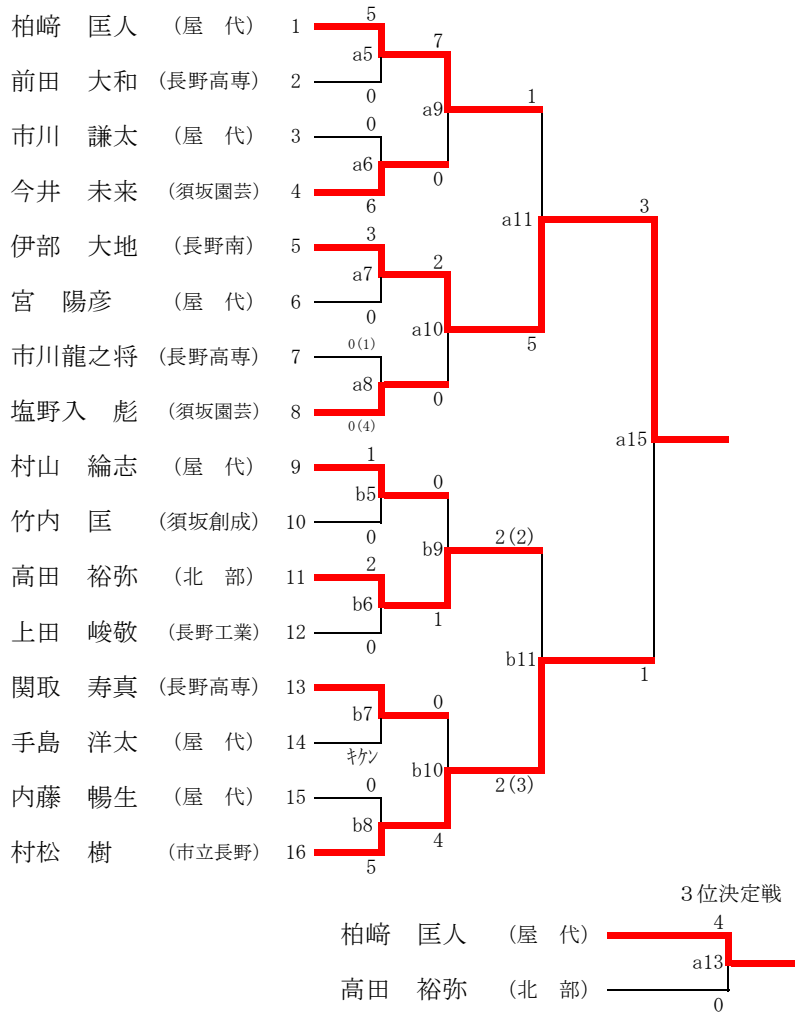 柏﨑　匡人　（屋　代）　1　5
a5　7
前田　大和　（長野高専）　2　0
a9　1
市川　謙太　（屋　代）　3　0
a6　0
今井　未来　（須坂園芸）　4　6
a11　3
伊部　大地　（長野南）　5　3
a7　2
宮　陽彦　（屋　代）　6　0
a10　5
市川龍之将　（長野高専）　7　0(1)
a8　0
塩野入　彪　（須坂園芸）　8　0(4)
a15
村山　綸志　（屋　代）　9　1
b5　0
竹内　匡　（須坂創成）　10　0
b9　2(2)
高田　裕弥　（北　部）　11　2
b6　1
上田　峻敬　（長野工業）　12　0
b11　1
関取　寿真　（長野高専）　13
b7　0
手島　洋太　（屋　代）　14　ｷｹﾝ
b10　2(3)
内藤　暢生　（屋　代）　15　0
b8　4
村松　樹　（市立長野）　16　5
３位決定戦
柏﨑　匡人　（屋　代）　4
a13
高田　裕弥　（北　部）　0